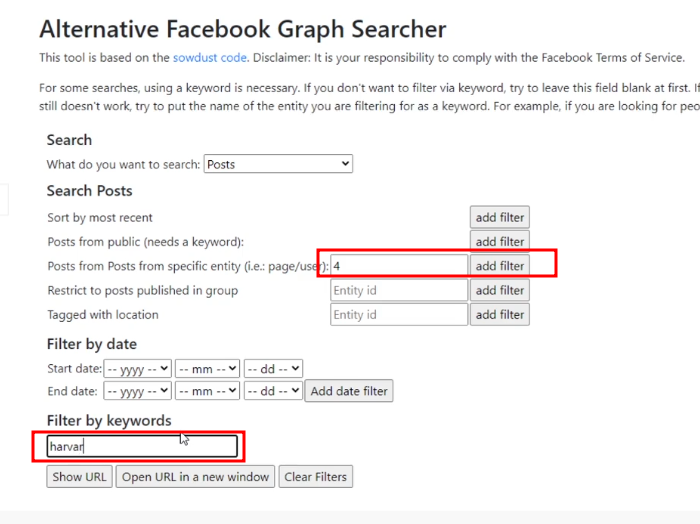 Alternative Facebook Graph Searcher
This tool is based on the sowdust code. Disclaimer: It is your responsibility to comply with the Facebook Terms of Service.
For some searches, using a keyword is necessary. If you don't want to filter via keyword, try to leave this field blank at first. If
still doesn't work, try to put the name of the entity you are filtering for as a keyword. For example, if you are looking for
Search
What do you want to search: Posts
Search Posts
Sort by most recent add filter
Posts from public (needs a keyword): add filter
Posts from Posts from specific entity (i.e.: page/user): 4 add filter
Restrict to posts published in group Entity id add filter
Tagged with location Entity id add filter
Filter by date
Start date: -- yyyy -- -- mm -- -- dd --
End date: -- yyyy -- -- mm -- -- dd -- Add date filter
Filter by keywords
harvar
Show URL Open URL in a new window Clear Filters